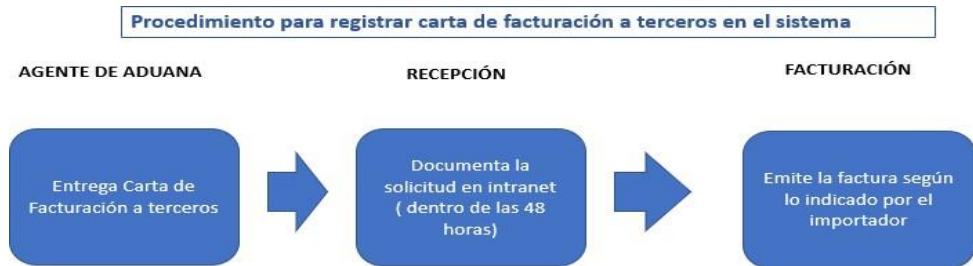 Procedimiento para registrar carta de facturación a terceros en el sistema
AGENTE DE ADUANA
RECEPCIÓN
FACTURACIÓN
Entrega Carta de
Facturación a terceros
Documenta la
solicitud en intranet
( dentro de las 48
horas)
Emite la factura según
lo indicado por el
importador